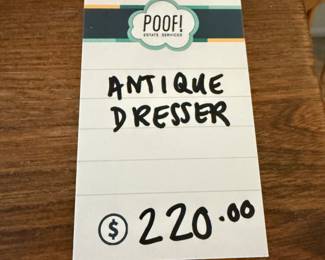 POOF!
ESTATE SERVICES
ANTIQUE
DRESSER
$ 220.00